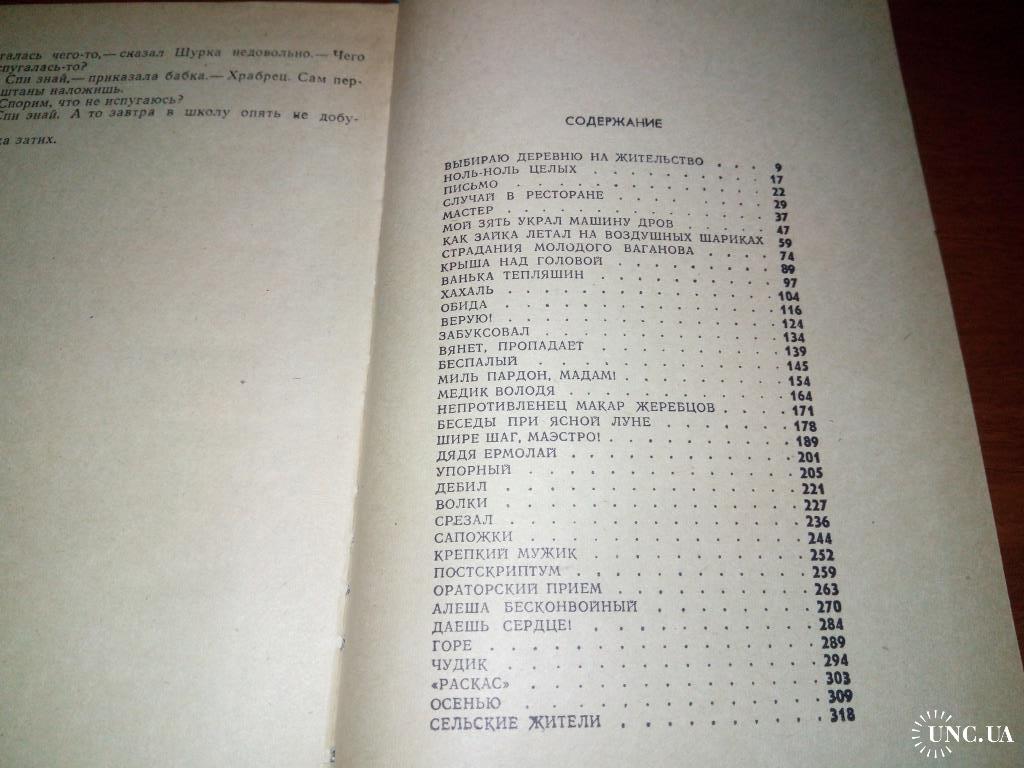 галась чего-то,— сказал Шурка недовольно.— Чего
спугалась-то?
Спи знай,— приказала бабка.— Храбрец. Сам пер-
штаны наложишь.
Спорим, что не испугаюсь?
Спи знай. А то завтра в школу опять не добу-
ка затих.
СОДЕРЖАНИЕ
ВЫБИРАЮ ДЕРЕВНЮ НА ЖИТЕЛЬСТВО . . . 9
НОЛЬ-НОЛЬ ЦЕЛЫХ . . . . . . . . 17
ПИСЬМО . . . . . . . . . . . . 22
СЛУЧАЙ В РЕСТОРАНЕ . . . . . . . 29
МАСТЕР . . . . . . . . . . . . 37
МОЙ ЗЯТЬ УКРАЛ МАШИНУ ДРОВ . . . . . 47
КАК ЗАЙКА ЛЕТАЛ НА ВОЗДУШНЫХ ШАРИКАХ 59
СТРАДАНИЯ МОЛОДОГО ВАГАНОВА . . . . 74
КРЫША НАД ГОЛОВОЙ . . . . . . . . 89
ВАНЬКА ТЕПЛЯШИН . . . . . . . . 97
ХАХАЛЬ . . . . . . . . . . . . 104
ОБИДА . . . . . . . . . . . . 116
ВЕРУЮ! . . . . . . . . . . . . 124
ЗАБУКСОВАЛ . . . . . . . . . . 134
ВЯНЕТ, ПРОПАДАЕТ . . . . . . . . 139
БЕСПАЛЫЙ . . . . . . . . . . . 145
МИЛЬ ПАРДОН, МАДАМ! . . . . . . . 154
МЕДИК ВОЛОДЯ . . . . . . . . . 164
НЕПРОТИВЛЕНЕЦ МАКАР ЖЕРЕБЦОВ . . . . 171
БЕСЕДЫ ПРИ ЯСНОЙ ЛУНЕ . . . . . . 178
ШИРЕ ШАГ, МАЭСТРО! . . . . . . . . 189
ДЯДЯ ЕРМОЛАЙ . . . . . . . . . 201
УПОРНЫЙ . . . . . . . . . . . 205
ДЕБИЛ . . . . . . . . . . . . 221
ВОЛКИ . . . . . . . . . . . . 227
СРЕЗАЛ . . . . . . . . . . . . 236
САПОЖКИ . . . . . . . . . . . 244
КРЕПКИЙ МУЖИК . . . . . . . . . 252
ПОСТСКРИПТУМ . . . . . . . . . 259
ОРАТОРСКИЙ ПРИЕМ . . . . . . . . 263
АЛЕША БЕСКОНВОЙНЫЙ . . . . . . . 270
ДАЕШЬ СЕРДЦЕ! . . . . . . . . . 284
ГОРЕ . . . . . . . . . . . . 289
ЧУДИК . . . . . . . . . . . . 294
«РАСКАС» . . . . . . . . . . . 303
ОСЕНЬЮ . . . . . . . . . . . . 309
СЕЛЬСКИЕ ЖИТЕЛИ . . . . . . . . 318
UNC.UA